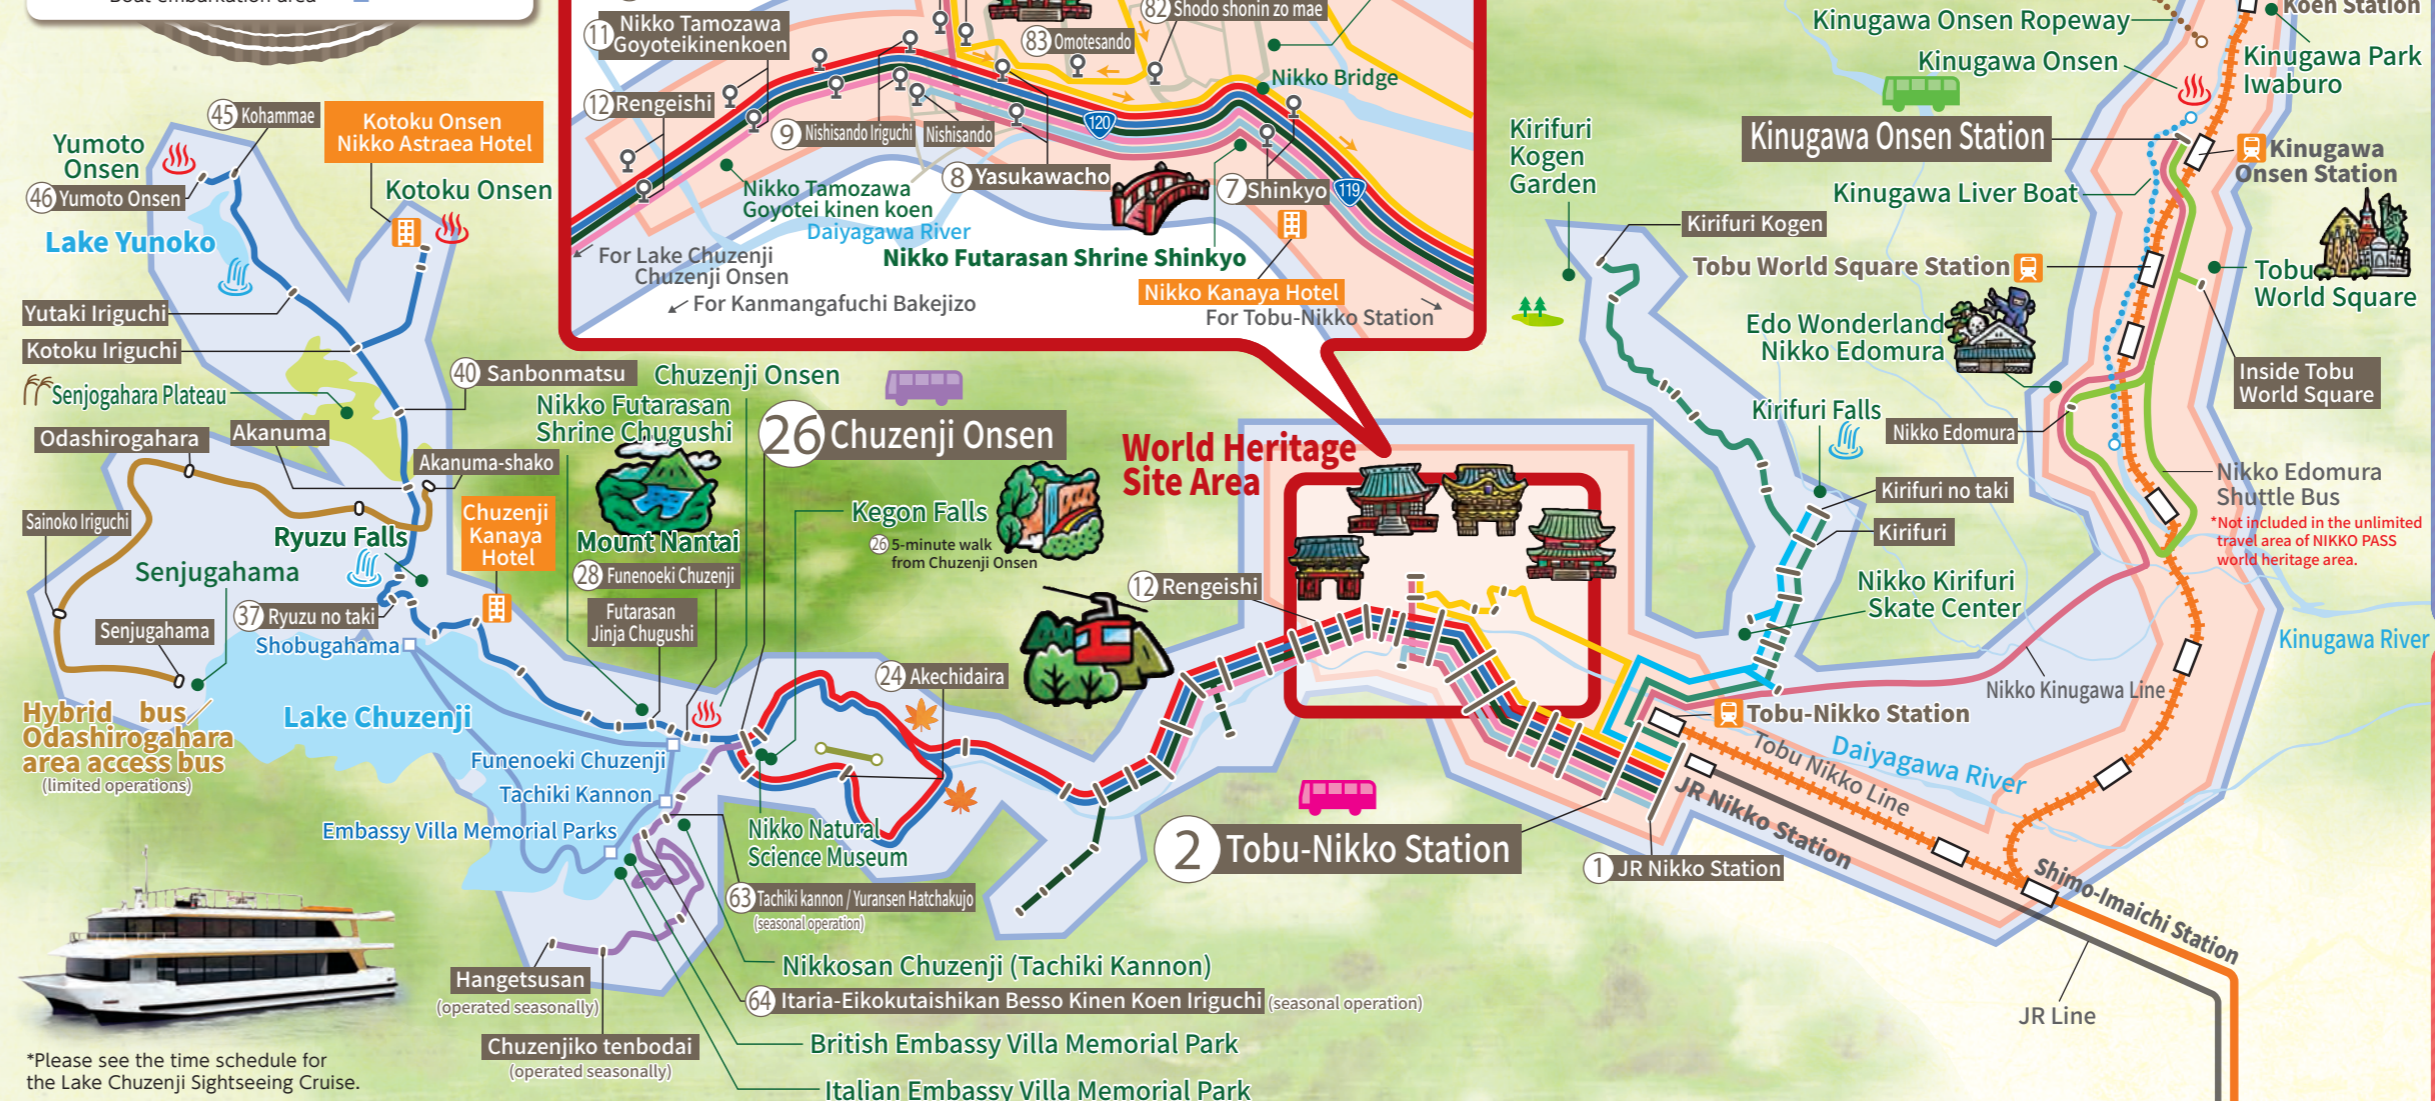 11 Nikko Tamozawa
Goyoteikinenkoen
83 Omotesando
82 Shodo shonin zo mae
Nikko Bridge
12 Rengeishi
9 Nishisando Iriguchi
Nishisando
120
8 Yasukawacho
7 Shinkyo
119
Nikko Tamozawa
Goyotei kinen koen
Daiyagawa River
Nikko Futarasan Shrine Shinkyo
For Lake Chuzenji
Chuzenji Onsen
For Kanmangafuchi Bakejizo
Nikko Kanaya Hotel
For Tobu-Nikko Station
45 Kohammae
Kotoku Onsen
Nikko Astraea Hotel
Yumoto
Onsen
46 Yumoto Onsen
Kotoku Onsen
Lake Yunoko
Yutaki Iriguchi
Kotoku Iriguchi
Senjogahara Plateau
40 Sanbonmatsu
Odashirogahara
Akanuma
Akanuma-shako
Sainoko Iriguchi
Ryuzu Falls
Chuzenji
Kanaya
Hotel
Senjugahama
37 Ryuzu no taki
Senjugahama
Shobugahama
Hybrid bus
Odashirogahara
area access bus
(limited operations)
Lake Chuzenji
Chuzenji Onsen
Nikko Futarasan
Shrine Chugushi
26 Chuzenji Onsen
Mount Nantai
28 Funenoeki Chuzenji
Futarasan
Jinja Chugushi
Kegon Falls
26 5-minute walk
from Chuzenji Onsen
24 Akechidaira
Funenoeki Chuzenji
Tachiki Kannon
Embassy Villa Memorial Parks
Nikko Natural
Science Museum
63 Tachiki kannon / Yuransen Hatchakujo
(seasonal operation)
Hangetsusan
(operated seasonally)
Chuzenjiko tenbodai
(operated seasonally)
Nikkosan Chuzenji (Tachiki Kannon)
64 Itaria-Eikokutaishikan Besso Kinen Koen Iriguchi (seasonal operation)
British Embassy Villa Memorial Park
Italian Embassy Villa Memorial Park
*Please see the time schedule for
the Lake Chuzenji Sightseeing Cruise.
World Heritage
Site Area
12 Rengeishi
2 Tobu-Nikko Station
1 JR Nikko Station
Tobu-Nikko Station
Tobu Nikko Line
JR Nikko Station
Daiyagawa River
Shimo-Imaichi Station
JR Line
Nikko Kinugawa Line
Kirifuri
Kogen
Garden
Kirifuri Kogen
Kirifuri Falls
Kirifuri no taki
Kirifuri
Nikko Kirifuri
Skate Center
Kinugawa Onsen Ropeway
Koen Station
Kinugawa Onsen
Kinugawa Park
Iwaburo
Kinugawa Onsen Station
Kinugawa
Onsen Station
Kinugawa Liver Boat
Tobu World Square Station
Tobu
World Square
Edo Wonderland
Nikko Edomura
Inside Tobu
World Square
Nikko Edomura
Nikko Edomura
Shuttle Bus
*Not included in the unlimited
travel area of NIKKO PASS
world heritage area.
Kinugawa River